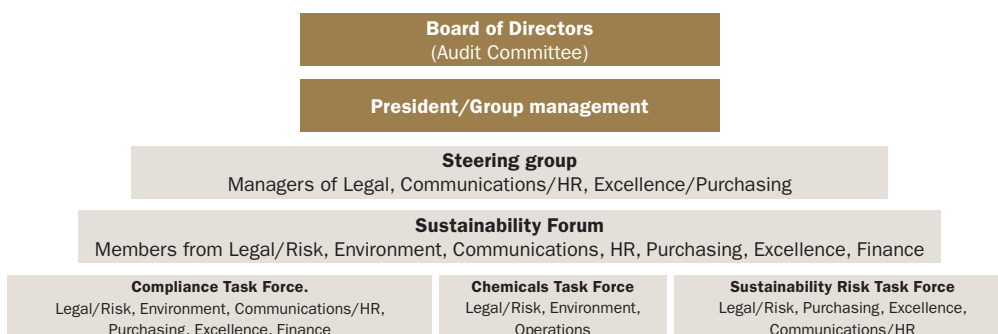 Board of Directors
(Audit Committee)
President/Group management
Steering group
Managers of Legal, Communications/HR, Excellence/Purchasing
Sustainability Forum
Members from Legal/Risk, Environment, Communications, HR, Purchasing, Excellence, Finance
Compliance Task Force.
Legal/Risk, Environment, Communications/HR,
Purchasing, Excellence, Finance
Chemicals Task Force
Legal/Risk, Environment,
Operations
Sustainability Risk Task Force
Legal/Risk, Purchasing, Excellence,
Communications/HR